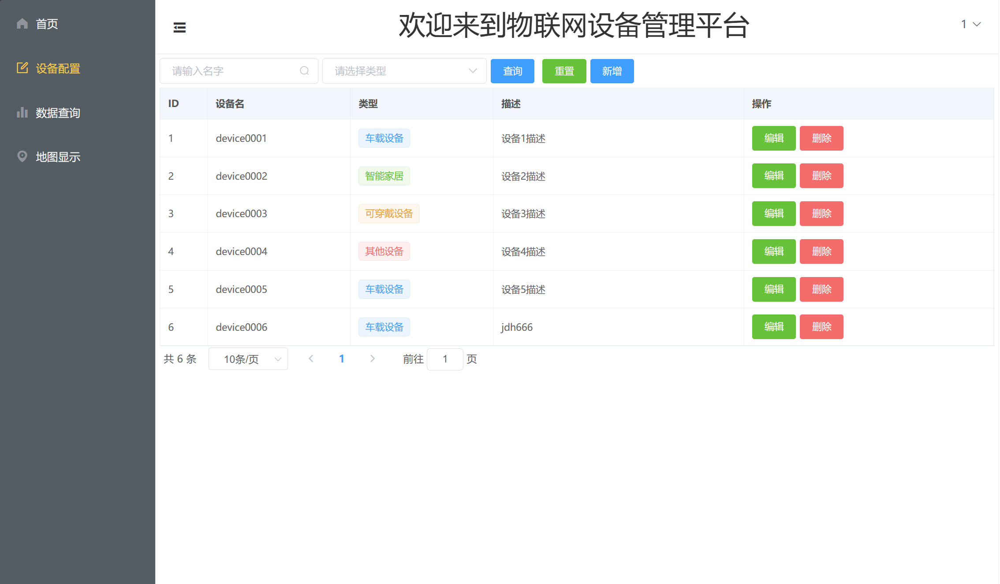 首页
设备配置
数据查询
地图显示
欢迎来到物联网设备管理平台
1
请输入名字 请选择类型 查询 重置 新增
ID 设备名 类型 描述 操作
1 device0001 车载设备 设备1描述 编辑 删除
2 device0002 智能家居 设备2描述 编辑 删除
3 device0003 可穿戴设备 设备3描述 编辑 删除
4 device0004 其他设备 设备4描述 编辑 删除
5 device0005 车载设备 设备5描述 编辑 删除
6 device0006 车载设备 jdh666 编辑 删除
共 6 条 10条/页 1 前往 1 页